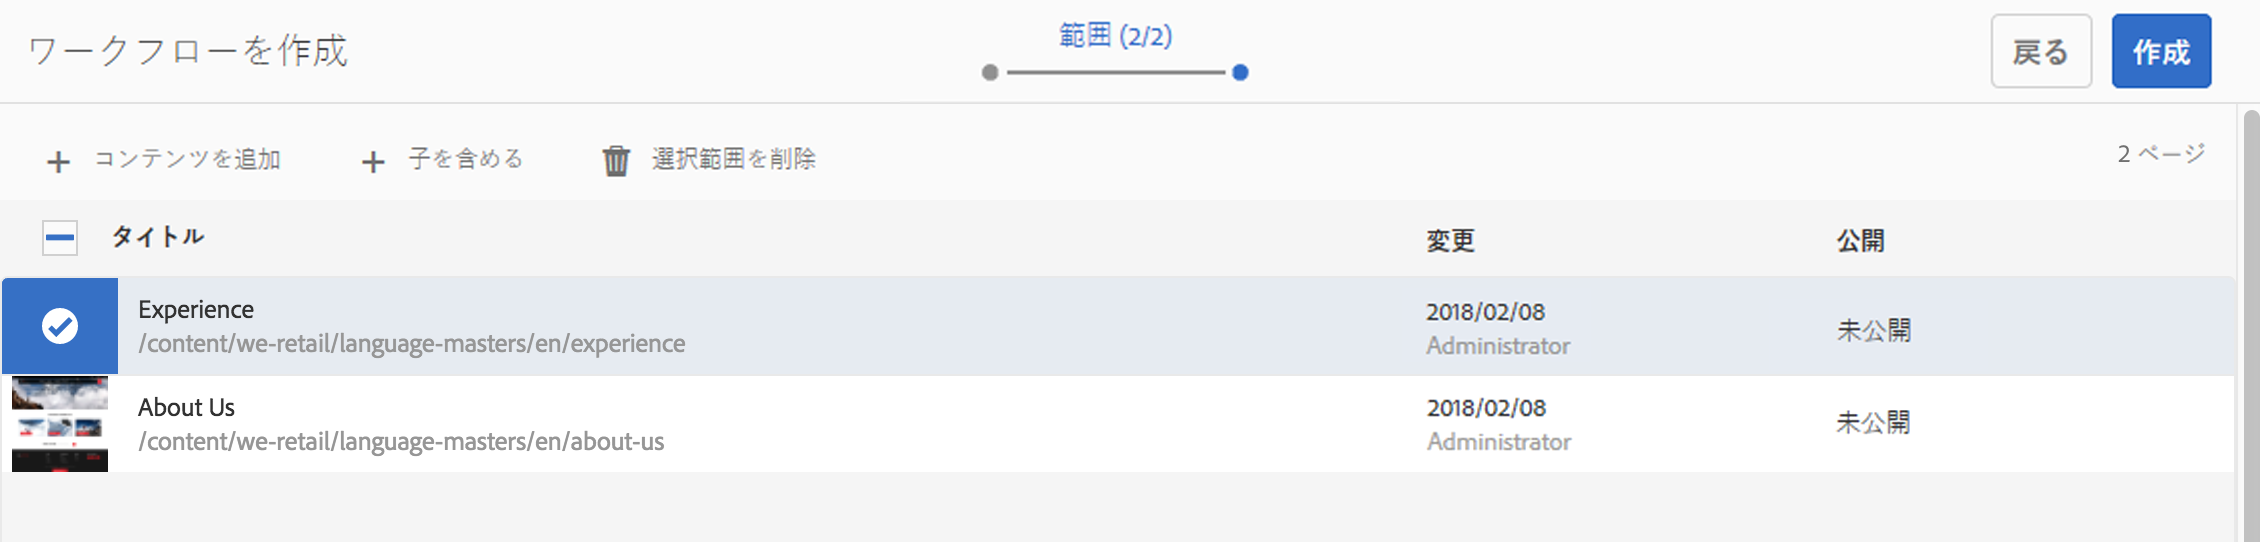 ワークフローを作成
範囲 (2/2)
戻る
作成
コンテンツを追加
子を含める
選択範囲を削除
2 ページ
タイトル
変更
公開
Experience
/content/we-retail/language-masters/en/experience
2018/02/08
Administrator
未公開
About Us
/content/we-retail/language-masters/en/about-us
2018/02/08
Administrator
未公開